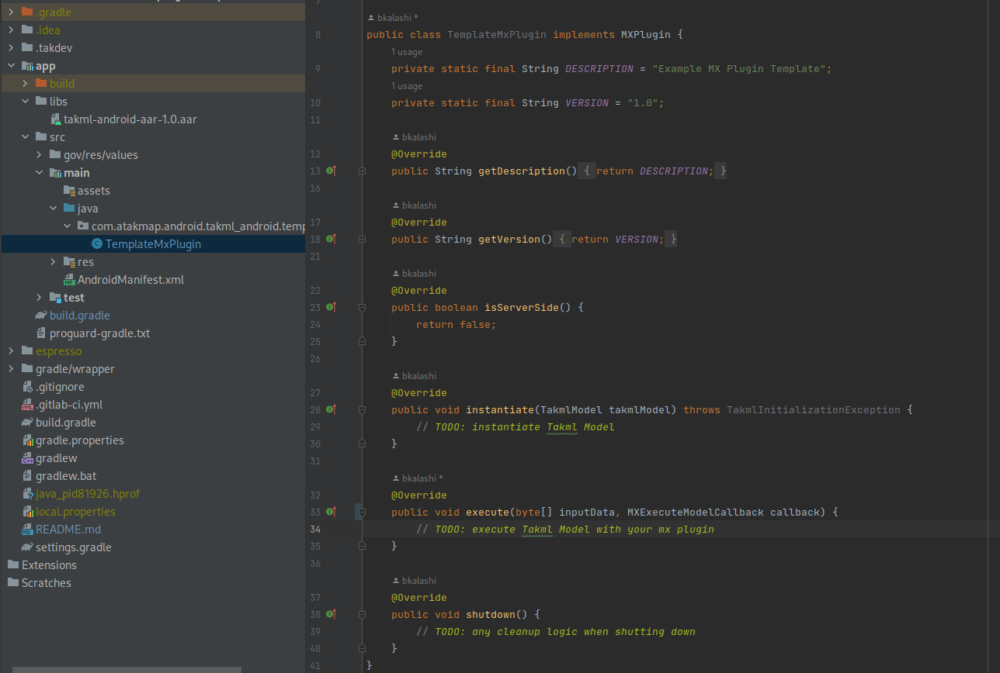 .gradle
.idea
.takdev
app
build
libs
takml-android-aar-1.0.aar
src
gov/res/values
main
assets
java
com.atakmap.android.takml_android.temp
TemplateMxPlugin
res
AndroidManifest.xml
test
build.gradle
proguard-gradle.txt
espresso
gradle/wrapper
.gitignore
.gitlab-ci.yml
build.gradle
gradle.properties
gradlew
gradlew.bat
java_pid81926.hprof
local.properties
README.md
settings.gradle
Extensions
Scratches
7
bkalashi *
8 public class TemplateMxPlugin implements MXPlugin {
1 usage
9 private static final String DESCRIPTION = "Example MX Plugin Template";
1 usage
10 private static final String VERSION = "1.0";
11
bkalashi
12 @Override
13 public String getDescription() { return DESCRIPTION; }
16
bkalashi
17 @Override
18 public String getVersion() { return VERSION; }
21
bkalashi
22 @Override
23 public boolean isServerSide() {
24 return false;
25 }
26
bkalashi
27 @Override
28 public void instantiate(TakmlModel takmlModel) throws TakmlInitializationException {
29 // TODO: instantiate Takml Model
30 }
31
bkalashi *
32 @Override
33 public void execute(byte[] inputData, MXExecuteModelCallback callback) {
34 // TODO: execute Takml Model with your mx plugin
35 }
36
bkalashi
37 @Override
38 public void shutdown() {
39 // TODO: any cleanup logic when shutting down
40 }
41 }